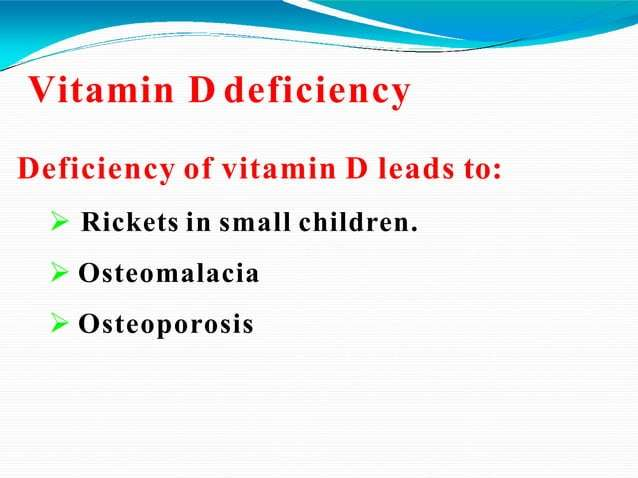 Vitamin D deficiency
Deficiency of vitamin D leads to:
Rickets in small children.
Osteomalacia
Osteoporosis